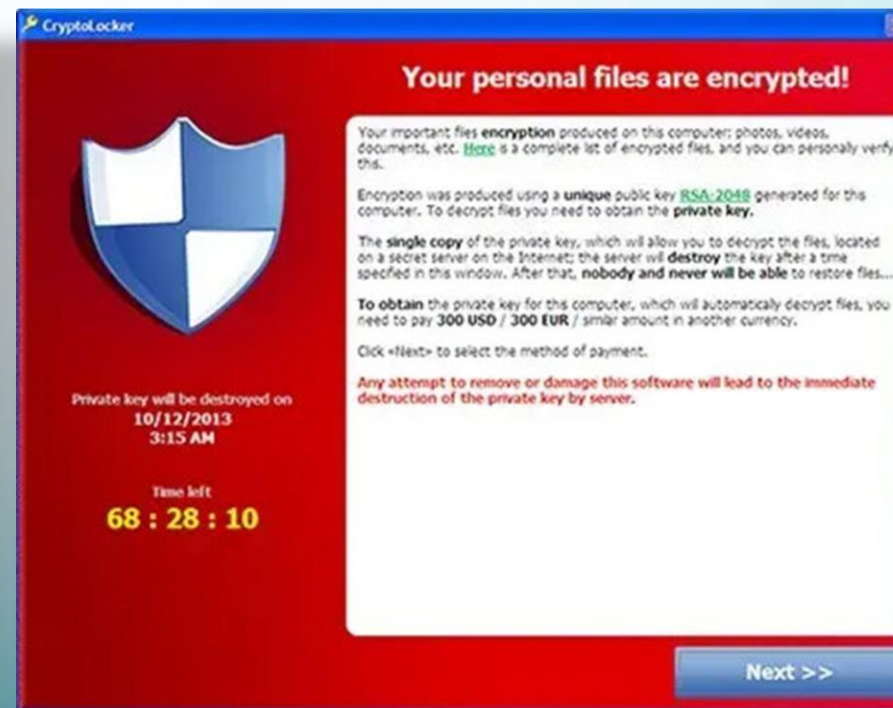 CryptoLocker
Your personal files are encrypted!
Your important files encryption produced on this computer: photos, videos,
documents, etc. Here is a complete list of encrypted files, and you can personally verify
this.
Encryption was produced using a unique public key RSA-2048 generated for this
computer. To decrypt files you need to obtain the private key.
The single copy of the private key, which will allow you to decrypt the files, located
on a secret server on the Internet; the server will destroy the key after a time
specified in this window. After that, nobody and never will be able to restore files...
To obtain the private key for this computer, which will automatically decrypt files, you
need to pay 300 USD / 300 EUR / similar amount in another currency.
Click «Next» to select the method of payment.
Any attempt to remove or damage this software will lead to the immediate
destruction of the private key by server.
Private key will be destroyed on
10/12/2013
3:15 AM
Time left
68 : 28 : 10
Next >>